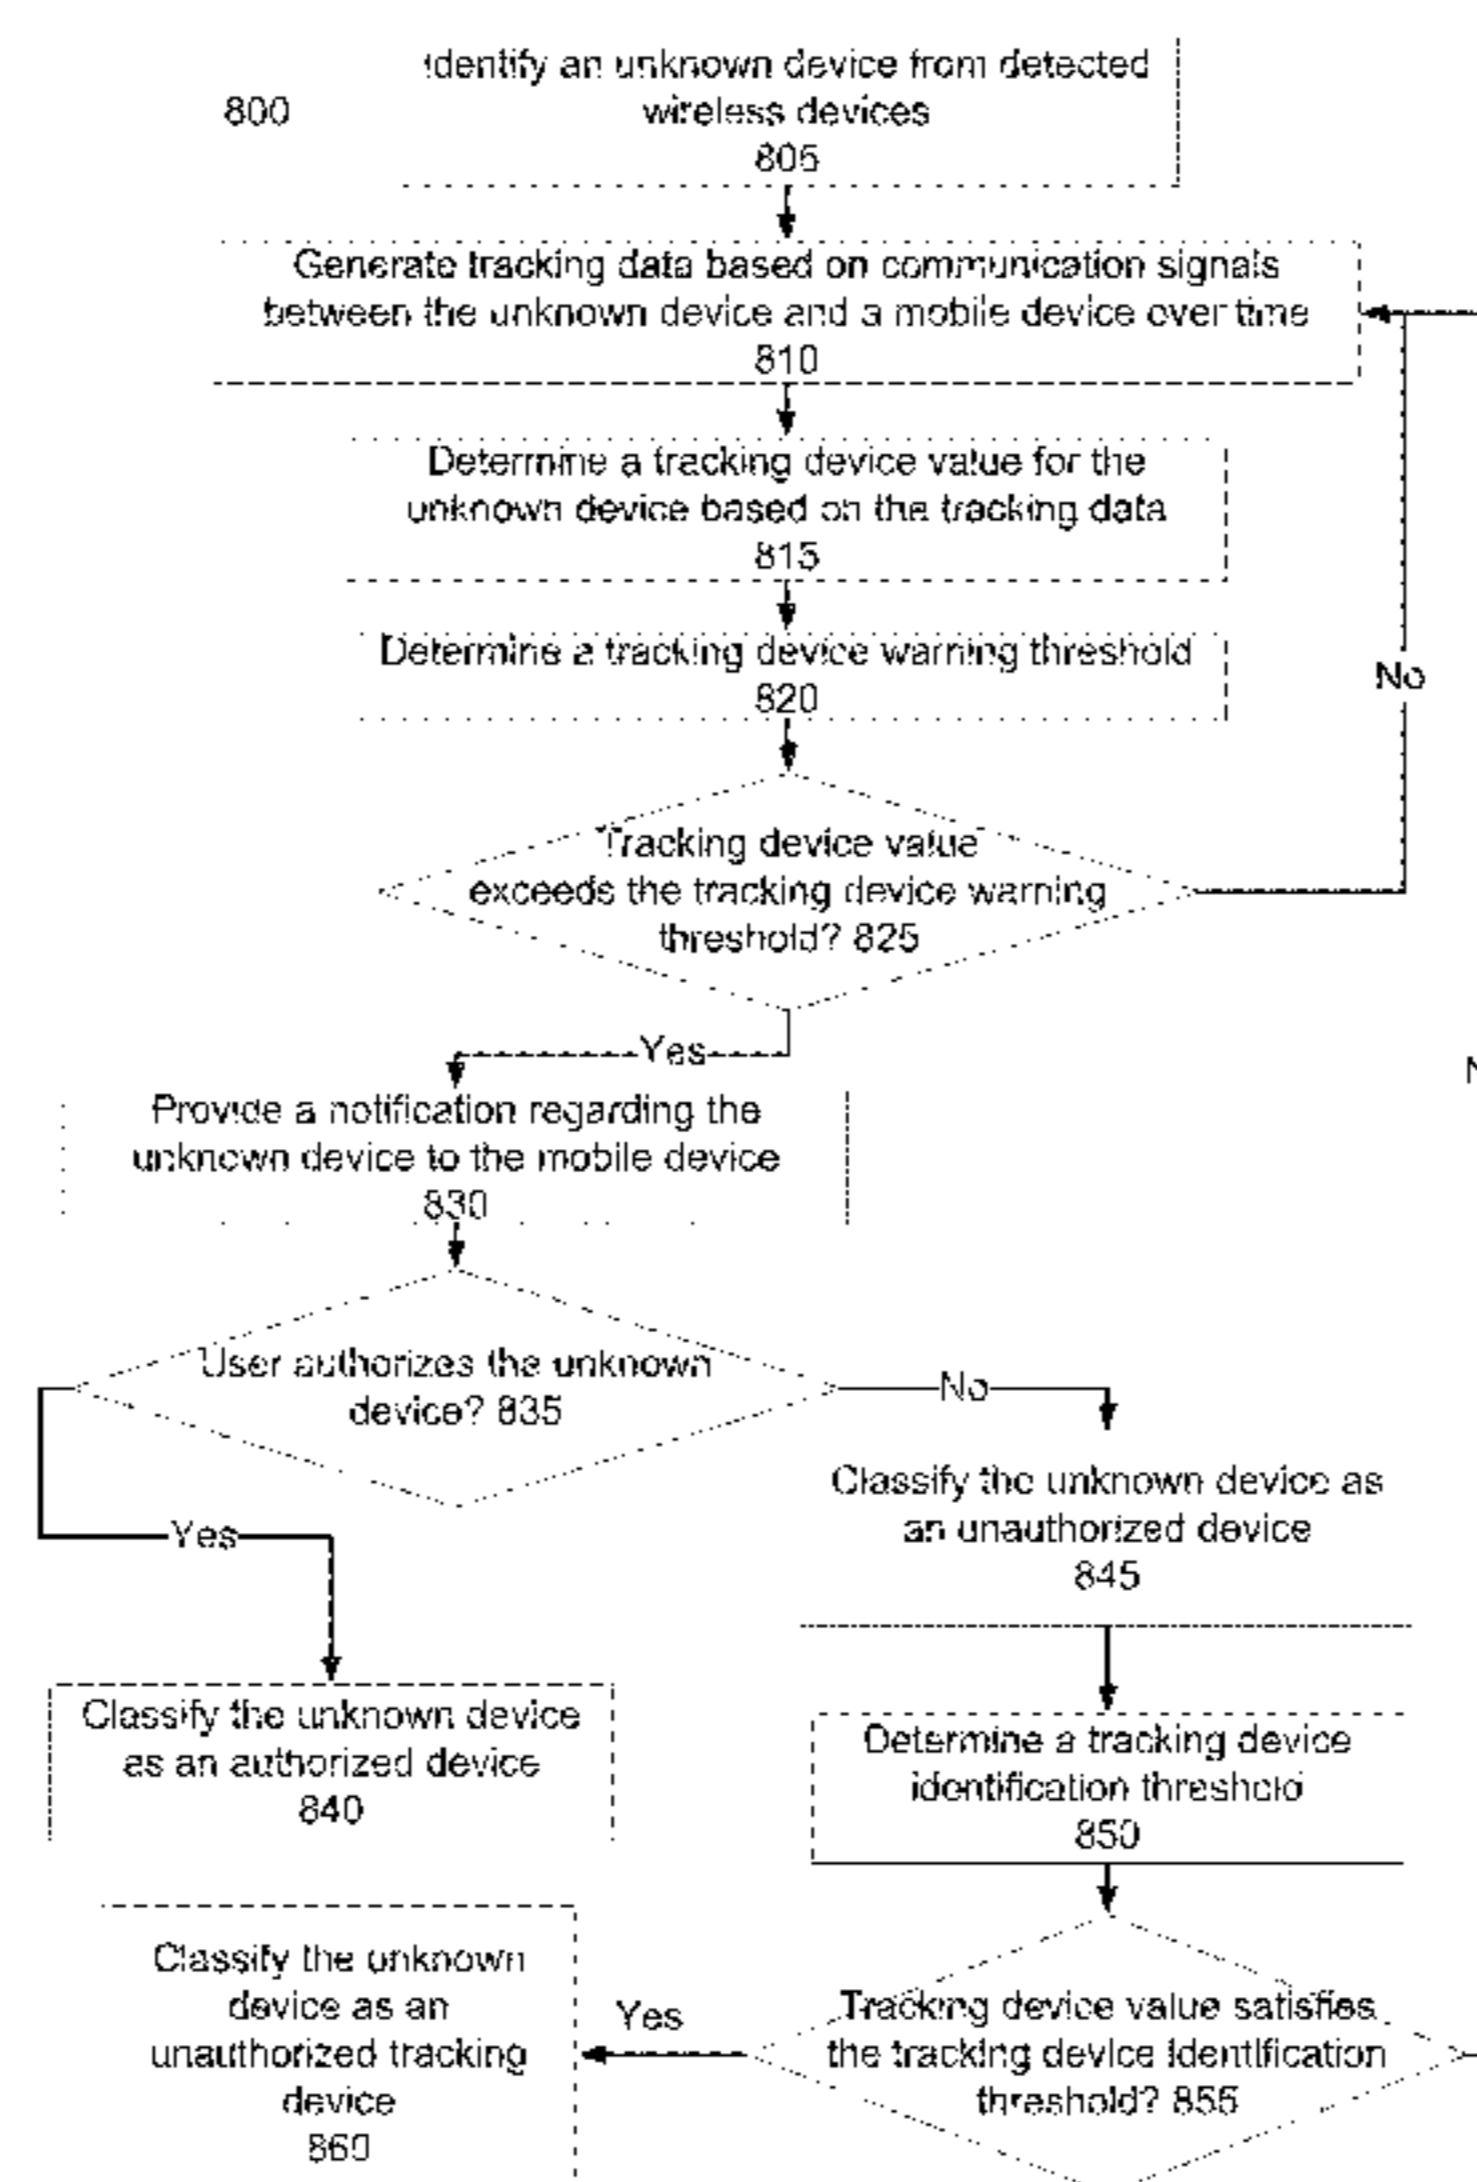 Identify an unknown device from detected
wireless devices
805
800
Generate tracking data based on communication signals
between the unknown device and a mobile device over time
810
Determine a tracking device value for the
unknown device based on the tracking data
815
Determine a tracking device warning threshold
820
No
Tracking device value
exceeds the tracking device warning
threshold? 825
Yes
Provide a notification regarding the
unknown device to the mobile device
830
User authorizes the unknown
device? 835
No
Yes
Classify the unknown device as
an unauthorized device
845
Classify the unknown device
as an authorized device
840
Determine a tracking device
identification threshold
850
Classify the unknown
device as an
unauthorized tracking
device
860
Yes
Tracking device value satisfies
the tracking device identification
threshold? 855